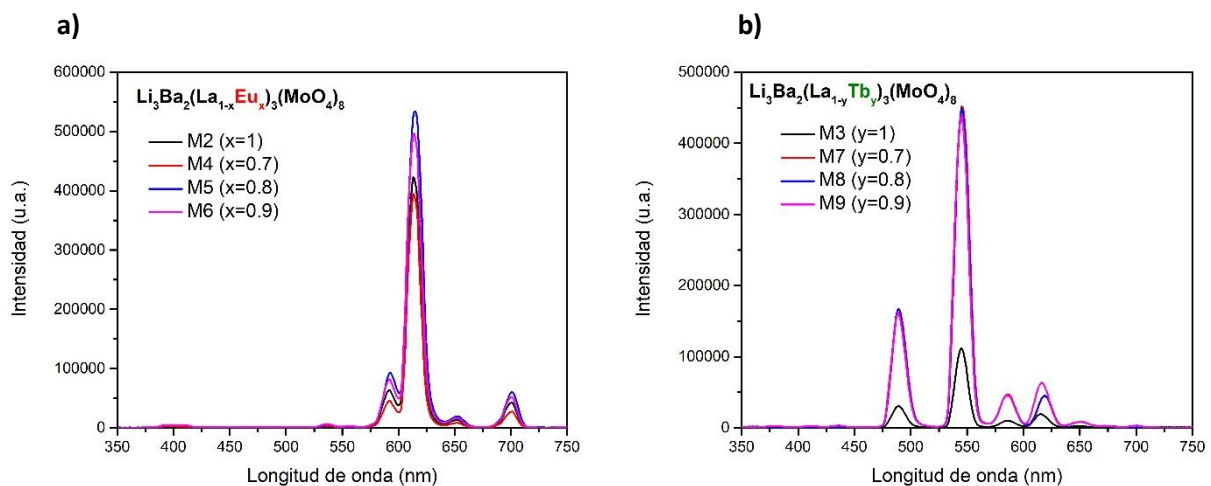 a)
600000
500000
400000
300000
200000
100000
0
Intensidad (u.a.)
Li₃Ba₂(La₁₋ₓEuₓ)₃(MoO₄)₈
M2 (x=1)
M4 (x=0.7)
M5 (x=0.8)
M6 (x=0.9)
350 400 450 500 550 600 650 700 750
Longitud de onda (nm)
b)
500000
400000
300000
200000
100000
0
Intensidad (u.a.)
Li₃Ba₂(La₁₋yTby)₃(MoO₄)₈
M3 (y=1)
M7 (y=0.7)
M8 (y=0.8)
M9 (y=0.9)
350 400 450 500 550 600 650 700 750
Longitud de onda (nm)